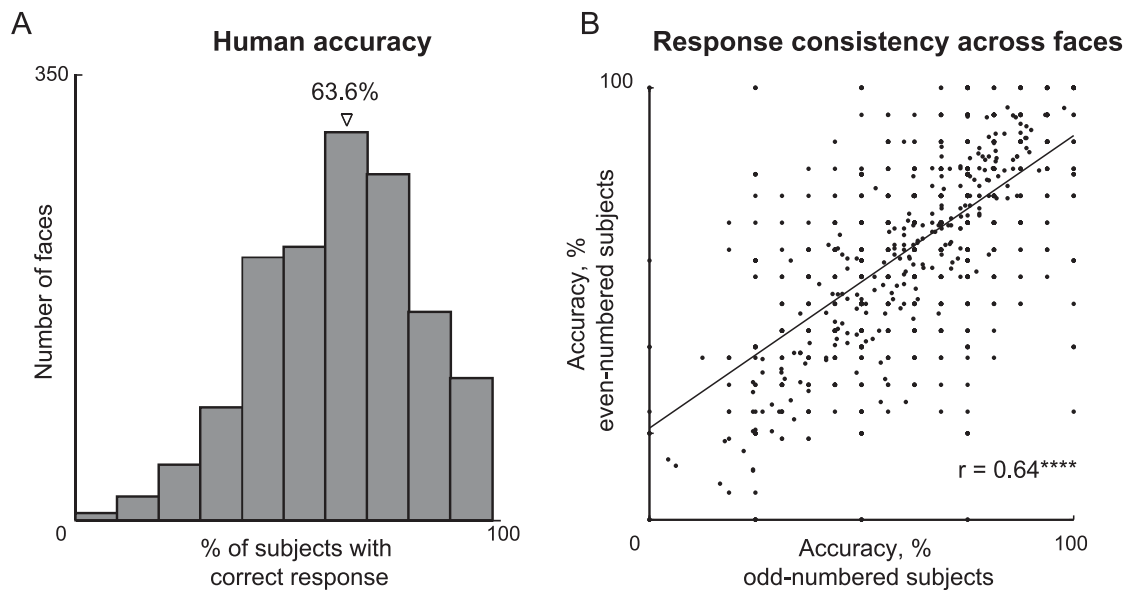 A
Human accuracy
350
63.6%
Number of faces
0
100
% of subjects with
correct response
B
Response consistency across faces
100
Accuracy, %
even-numbered subjects
r = 0.64****
0
100
Accuracy, %
odd-numbered subjects